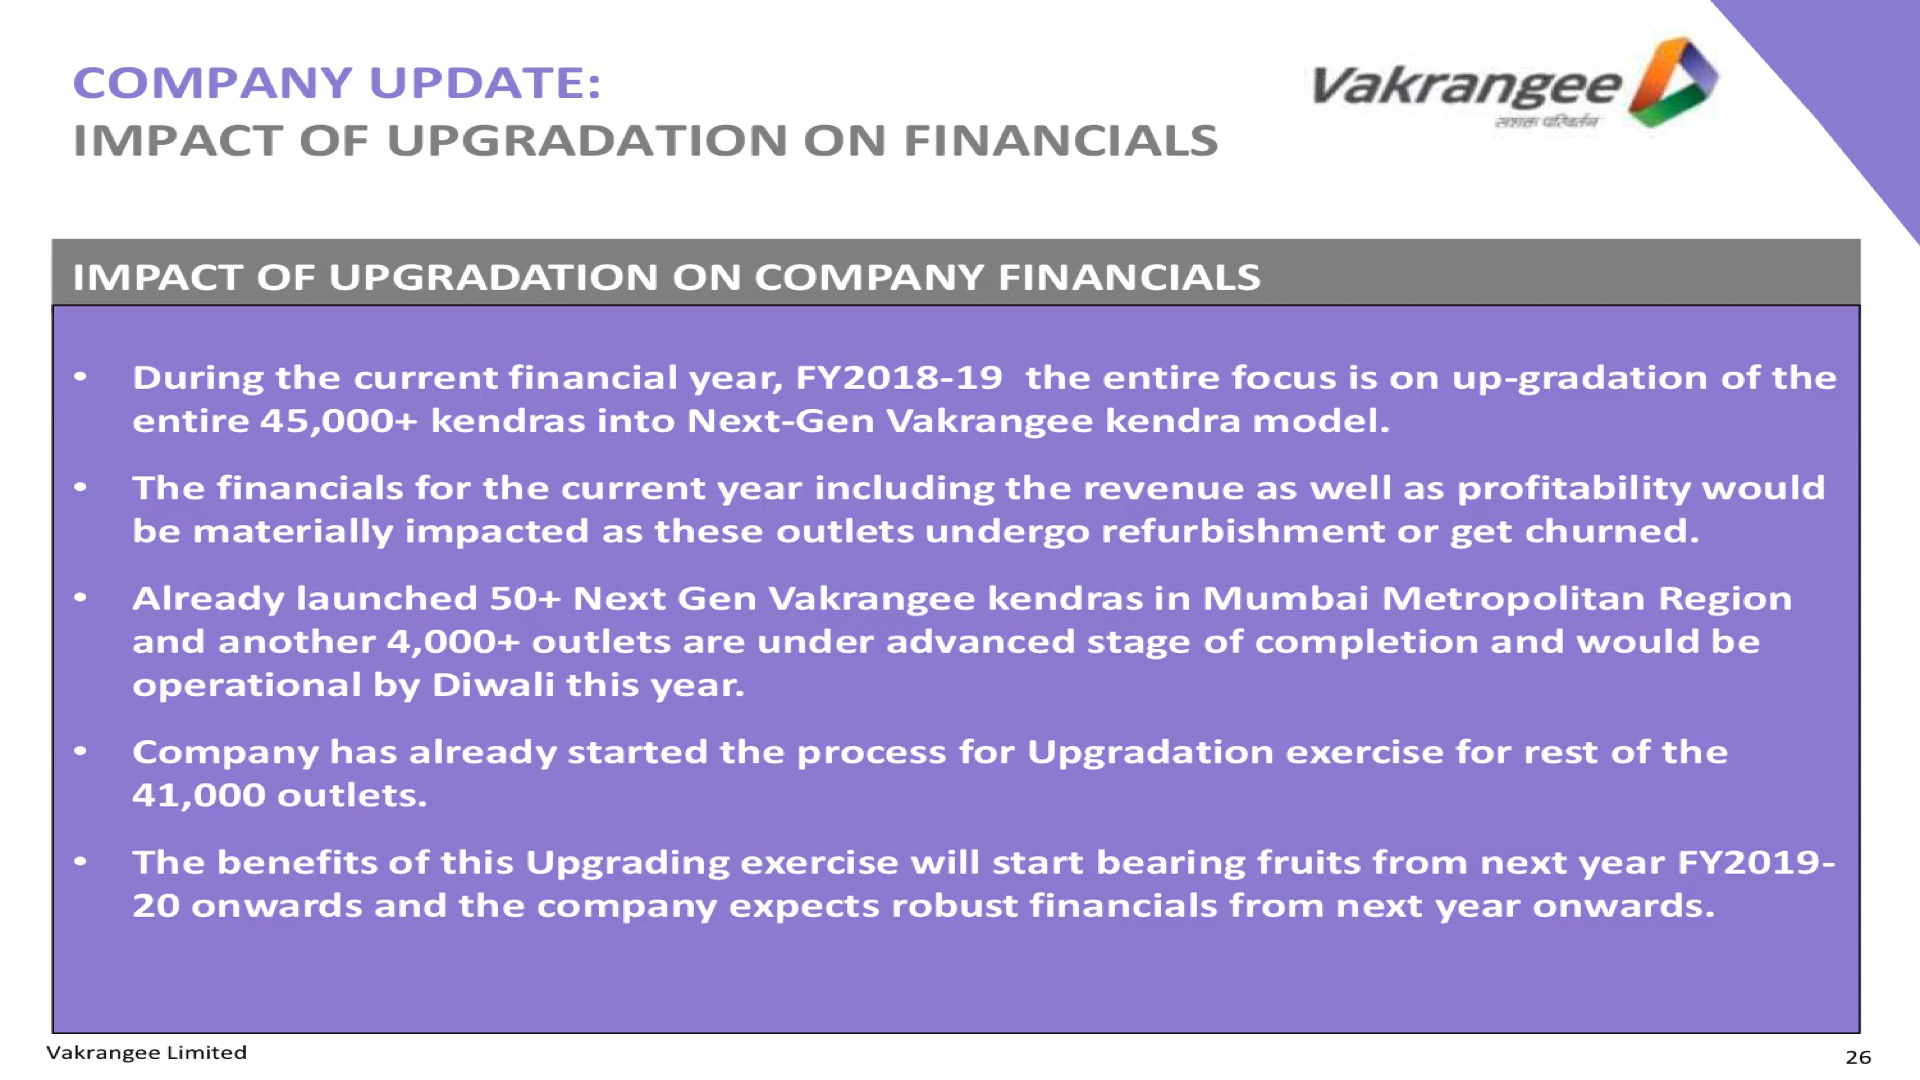 COMPANY UPDATE:
IMPACT OF UPGRADATION ON FINANCIALS
Vakrangee
सशक्त परिवर्तन
IMPACT OF UPGRADATION ON COMPANY FINANCIALS
• During the current financial year, FY2018-19 the entire focus is on up-gradation of the
entire 45,000+ kendras into Next-Gen Vakrangee kendra model.
• The financials for the current year including the revenue as well as profitability would
be materially impacted as these outlets undergo refurbishment or get churned.
• Already launched 50+ Next Gen Vakrangee kendras in Mumbai Metropolitan Region
and another 4,000+ outlets are under advanced stage of completion and would be
operational by Diwali this year.
• Company has already started the process for Upgradation exercise for rest of the
41,000 outlets.
• The benefits of this Upgrading exercise will start bearing fruits from next year FY2019-
20 onwards and the company expects robust financials from next year onwards.
Vakrangee Limited
26